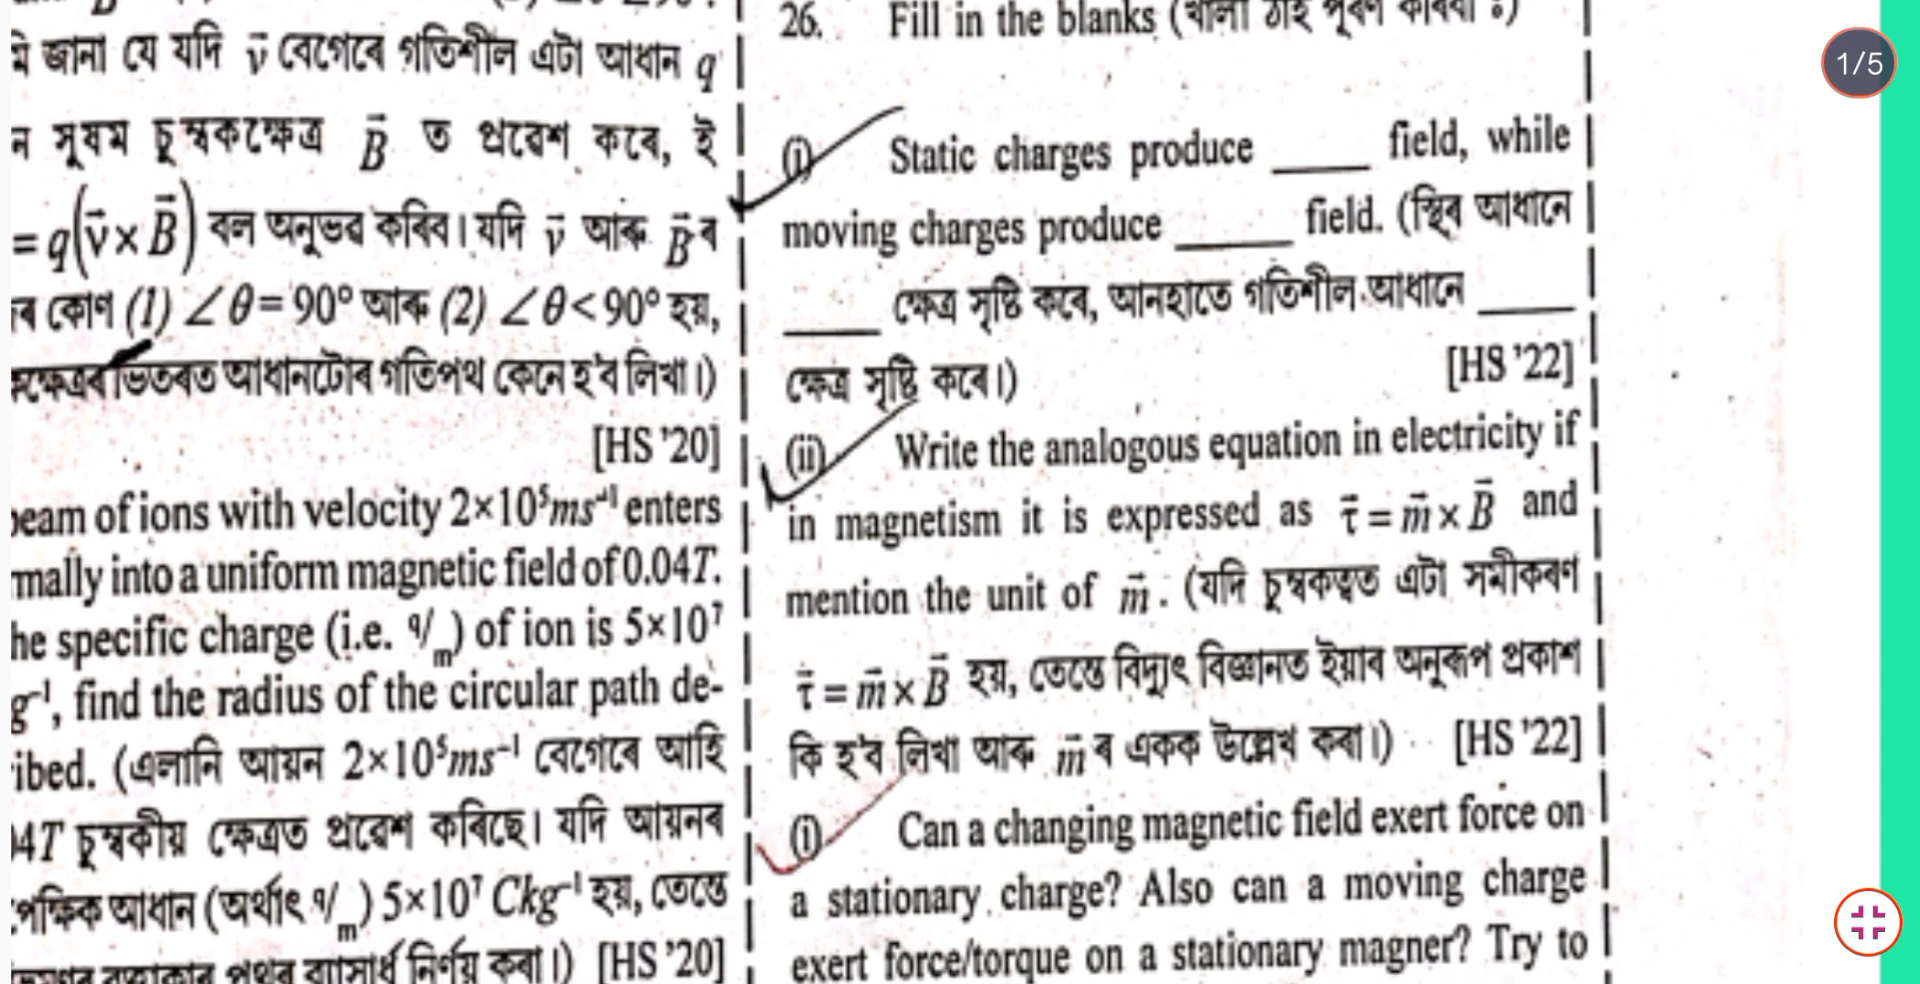 মি জানা যে যদি v⃗ বেগেৰে গতিশীল এটা আধান q
ন সুষম চুম্বকক্ষেত্ৰ B⃗ ত প্ৰৱেশ কৰে, ই
= q(v⃗ × B⃗) বল অনুভৱ কৰিব। যদি v⃗ আৰু B⃗ ৰ
ৰ কোণ (1) ∠θ = 90° আৰু (2) ∠θ < 90° হয়,
ভিতৰত আধানটোৰ গতিপথ কেনে হ'ব লিখা।)
[HS '20]
beam of ions with velocity 2×10⁵ms⁻¹ enters
mally into a uniform magnetic field of 0.04T.
he specific charge (i.e. q/m) of ion is 5×10⁷
g⁻¹, find the radius of the circular path de-
ibed. (এলানি আয়ন 2×10⁵ms⁻¹ বেগেৰে আহি
04T চুম্বকীয় ক্ষেত্ৰত প্ৰৱেশ কৰিছে। যদি আয়নৰ
পেক্ষিক আধান (অৰ্থাৎ q/m) 5×10⁷ Ckg⁻¹ হয়, তেন্তে
পথৰ ব্যাসাৰ্ধ নিৰ্ণয় কৰা।) [HS '20]
26. Fill in the blanks (খালী ঠাই পূৰণ কৰিবা :)
(i) Static charges produce ____ field, while
moving charges produce _____ field. (স্থিৰ আধানে
____ ক্ষেত্ৰ সৃষ্টি কৰে, আনহাতে গতিশীল আধানে ____
ক্ষেত্ৰ সৃষ্টি কৰে।) [HS '22]
(ii) Write the analogous equation in electricity if
in magnetism it is expressed as τ⃗ = m⃗ × B⃗ and
mention the unit of m⃗. (যদি চুম্বকত্বত এটা সমীকৰণ
τ⃗ = m⃗ × B⃗ হয়, তেন্তে বিদ্যুৎ বিজ্ঞানত ইয়াৰ অনুৰূপ প্ৰকাশ
কি হ'ব লিখা আৰু m⃗ ৰ একক উল্লেখ কৰা।) [HS '22]
(i) Can a changing magnetic field exert force on
a stationary charge? Also can a moving charge
exert force/torque on a stationary magner? Try to
1/5